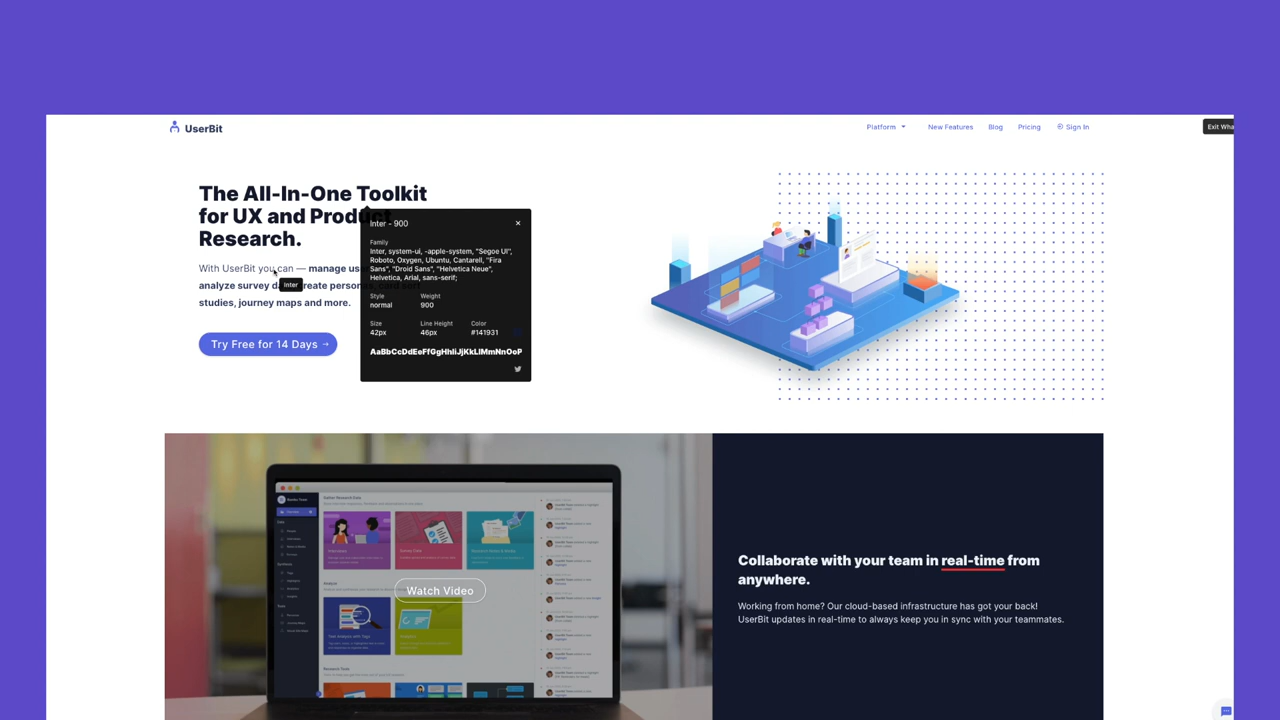 UserBit
Platform
New Features
Blog
Pricing
Sign In
Exit Wha
The All-In-One Toolkit
for UX and Product
Research.
With UserBit you can — manage us
analyze survey da
reate person
studies, journey maps and more.
Inter
Try Free for 14 Days →
Inter - 900
×
Family
Inter, system-ui, -apple-system, "Segoe UI",
Roboto, Oxygen, Ubuntu, Cantarell, "Fira
Sans", "Droid Sans", "Helvetica Neue",
Helvetica, Arial, sans-serif;
Style
Weight
normal
900
Size
Line Height
Color
42px
46px
#141931
AaBbCcDdEeFfGgHhIiJjKkLlMmNnOoP
Research Tools
Watch Video
Collaborate with your team in real-time from
anywhere.
Working from home? Our cloud-based infrastructure has got your back!
UserBit updates in real-time to always keep you in sync with your teammates.